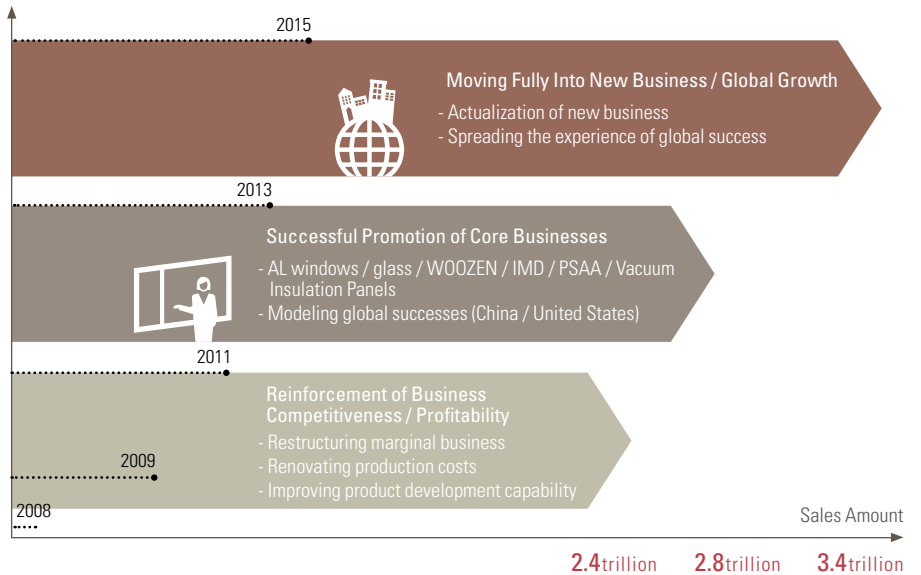 2015
Moving Fully Into New Business / Global Growth
- Actualization of new business
- Spreading the experience of global success
2013
Successful Promotion of Core Businesses
- AL windows / glass / WOOZEN / IMD / PSAA / Vacuum
Insulation Panels
- Modeling global successes (China / United States)
2011
Reinforcement of Business
Competitiveness / Profitability
- Restructuring marginal business
2009
- Renovating production costs
- Improving product development capability
2008
Sales Amount
2.4trillion 2.8trillion 3.4trillion